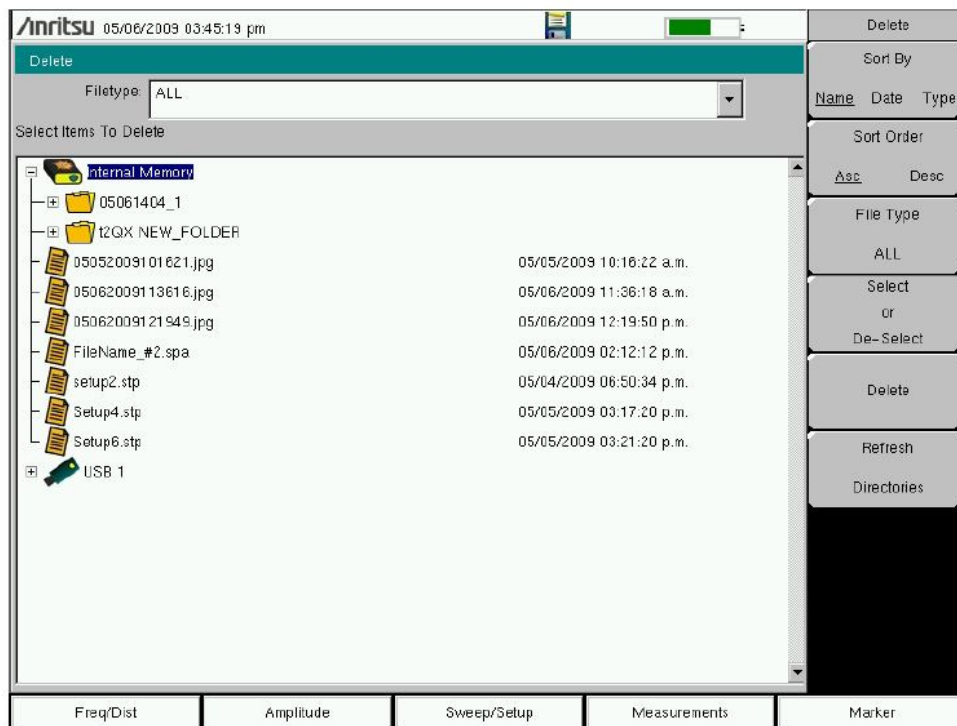 Anritsu 05/06/2009 03:45:19 pm
Delete
Filetype: ALL
Select Items To Delete
Internal Memory
05061404_1
t2QX NEW_FOLDER
05052009101621.jpg 05/05/2009 10:16:22 a.m.
05062009113616.jpg 05/06/2009 11:36:18 a.m.
05062009121949.jpg 05/06/2009 12:19:50 p.m.
FileName_#2.spa 05/06/2009 02:12:12 p.m.
setup2.stp 05/04/2009 06:50:34 p.m.
Setup4.stp 05/05/2009 03:17:20 p.m.
Setup6.stp 05/05/2009 03:21:20 p.m.
USB 1
Delete
Sort By
Name Date Type
Sort Order
Asc Desc
File Type
ALL
Select
or
De-Select
Delete
Refresh
Directories
Freq/Dist Amplitude Sweep/Setup Measurements Marker